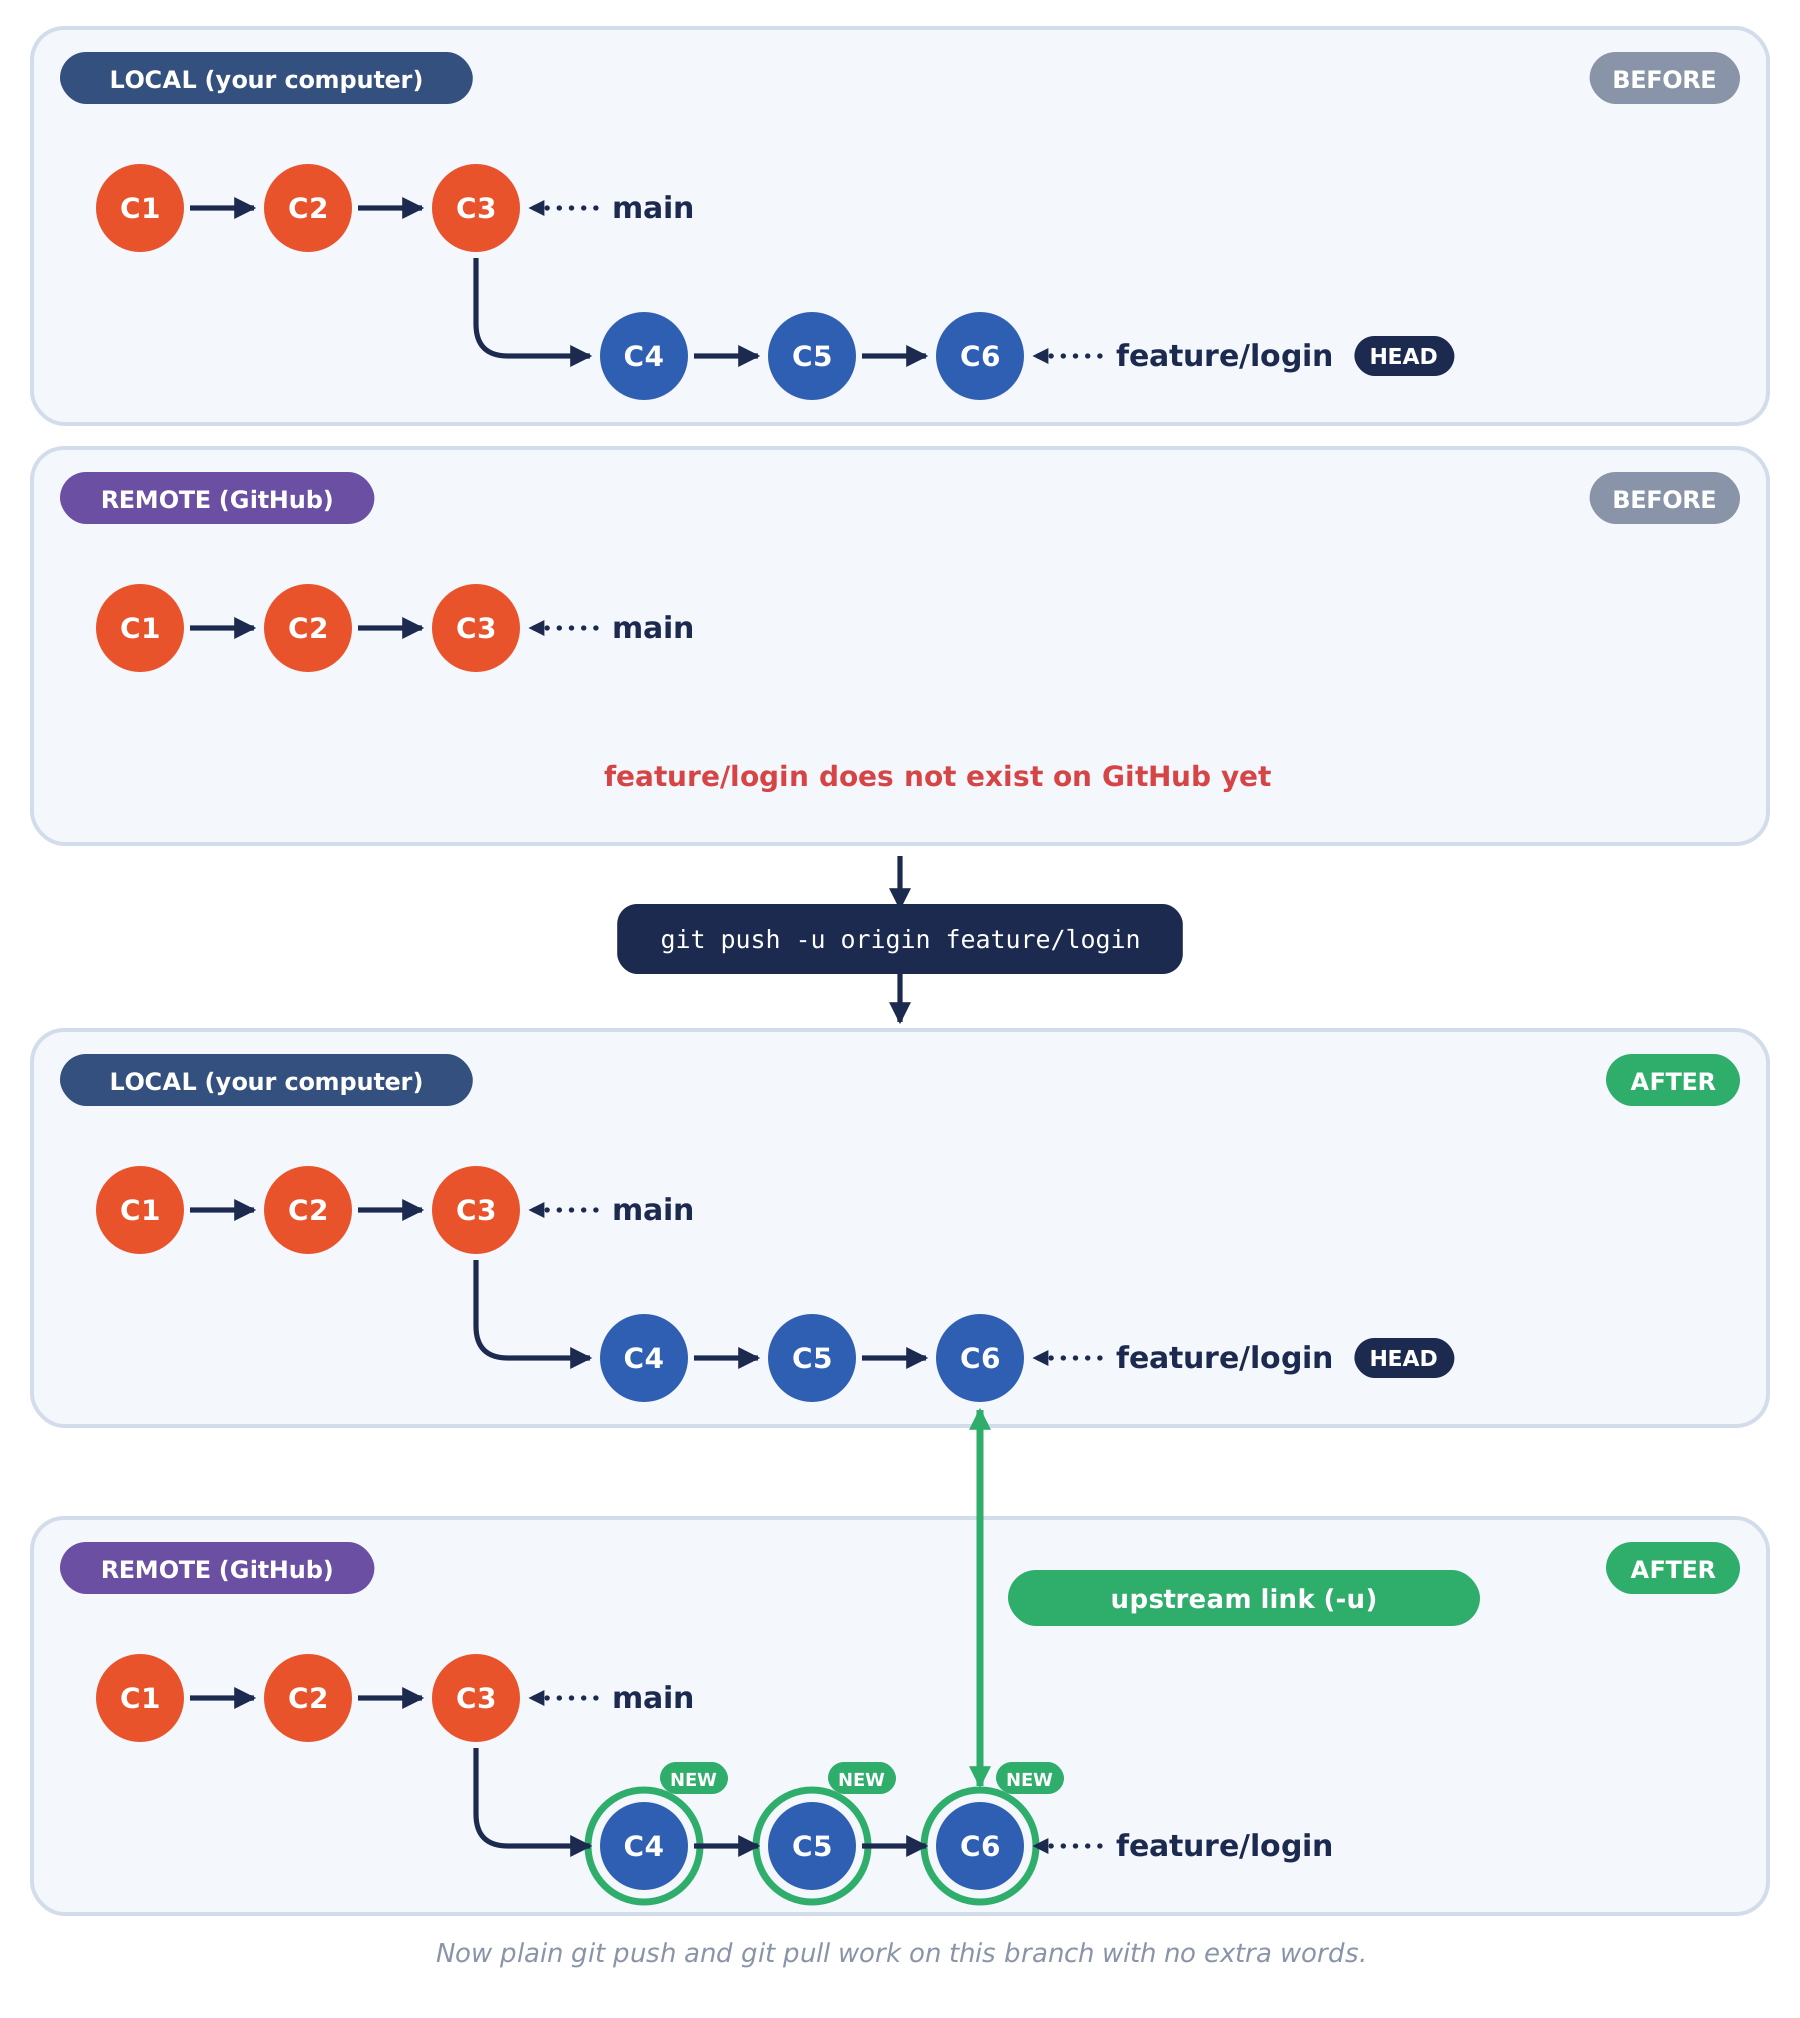 LOCAL (your computer) BEFORE
C1 C2 C3 main
C4 C5 C6 feature/login HEAD
REMOTE (GitHub) BEFORE
C1 C2 C3 main
feature/login does not exist on GitHub yet
git push -u origin feature/login
LOCAL (your computer) AFTER
C1 C2 C3 main
C4 C5 C6 feature/login HEAD
REMOTE (GitHub) AFTER
upstream link (-u)
C1 C2 C3 main
NEW NEW NEW
C4 C5 C6 feature/login
Now plain git push and git pull work on this branch with no extra words.